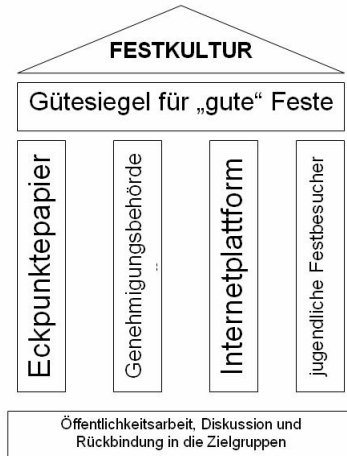 FESTKULTUR
Gütesiegel für „gute“ Feste
Eckpunktepapier
Genehmigungsbehörde
Internetplattform
jugendliche Festbesucher
Öffentlichkeitsarbeit, Diskussion und
Rückbindung in die Zielgruppen